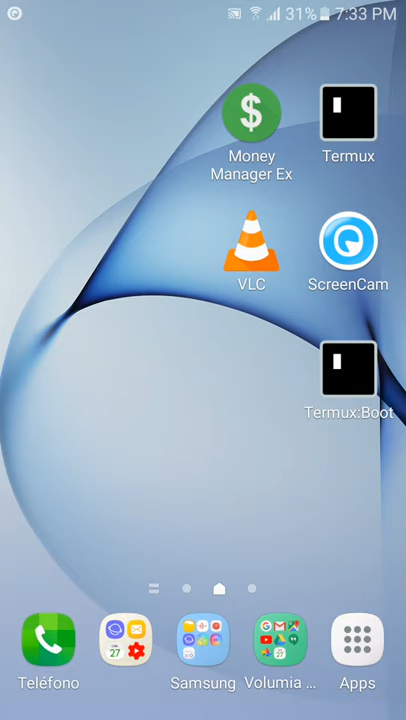 31% 7:33 PM
$
Money
Manager Ex
Termux
VLC
ScreenCam
Termux:Boot
27
Teléfono
Samsung
Volumia ...
Apps